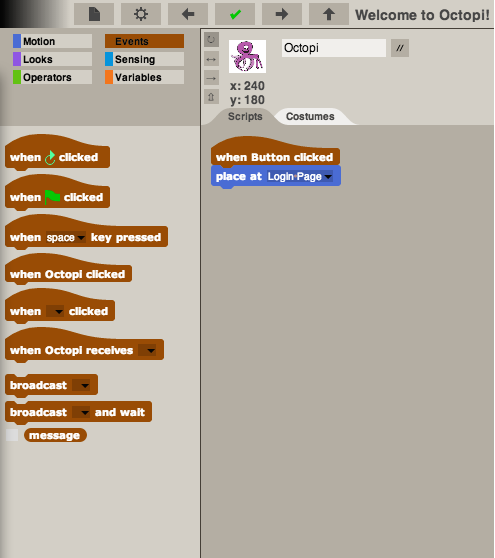 Welcome to Octopi!
Motion
Events
Looks
Sensing
Operators
Variables
Octopi
//
x: 240
y: 180
Scripts
Costumes
when clicked
when clicked
when space key pressed
when Octopi clicked
when clicked
when Octopi receives
broadcast
broadcast and wait
message
when Button clicked
place at Login Page